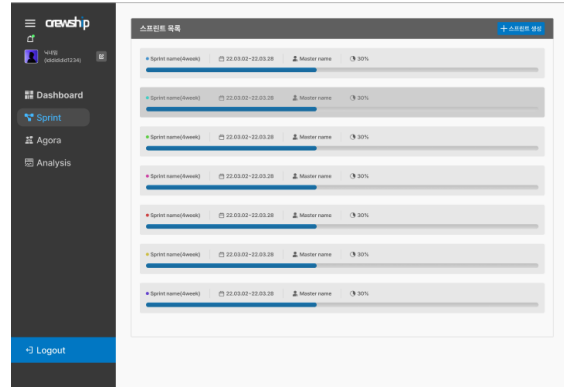 crewship
닉네임
(ididididid1234)
Dashboard
Sprint
Agora
Analysis
Logout
스프린트 목록
+ 스프린트 생성
Sprint name(4week) 22.03.02~22.03.28 Master name 30%
Sprint name(4week) 22.03.02~22.03.28 Master name 30%
Sprint name(4week) 22.03.02~22.03.28 Master name 30%
Sprint name(4week) 22.03.02~22.03.28 Master name 30%
Sprint name(4week) 22.03.02~22.03.28 Master name 30%
Sprint name(4week) 22.03.02~22.03.28 Master name 30%
Sprint name(4week) 22.03.02~22.03.28 Master name 30%